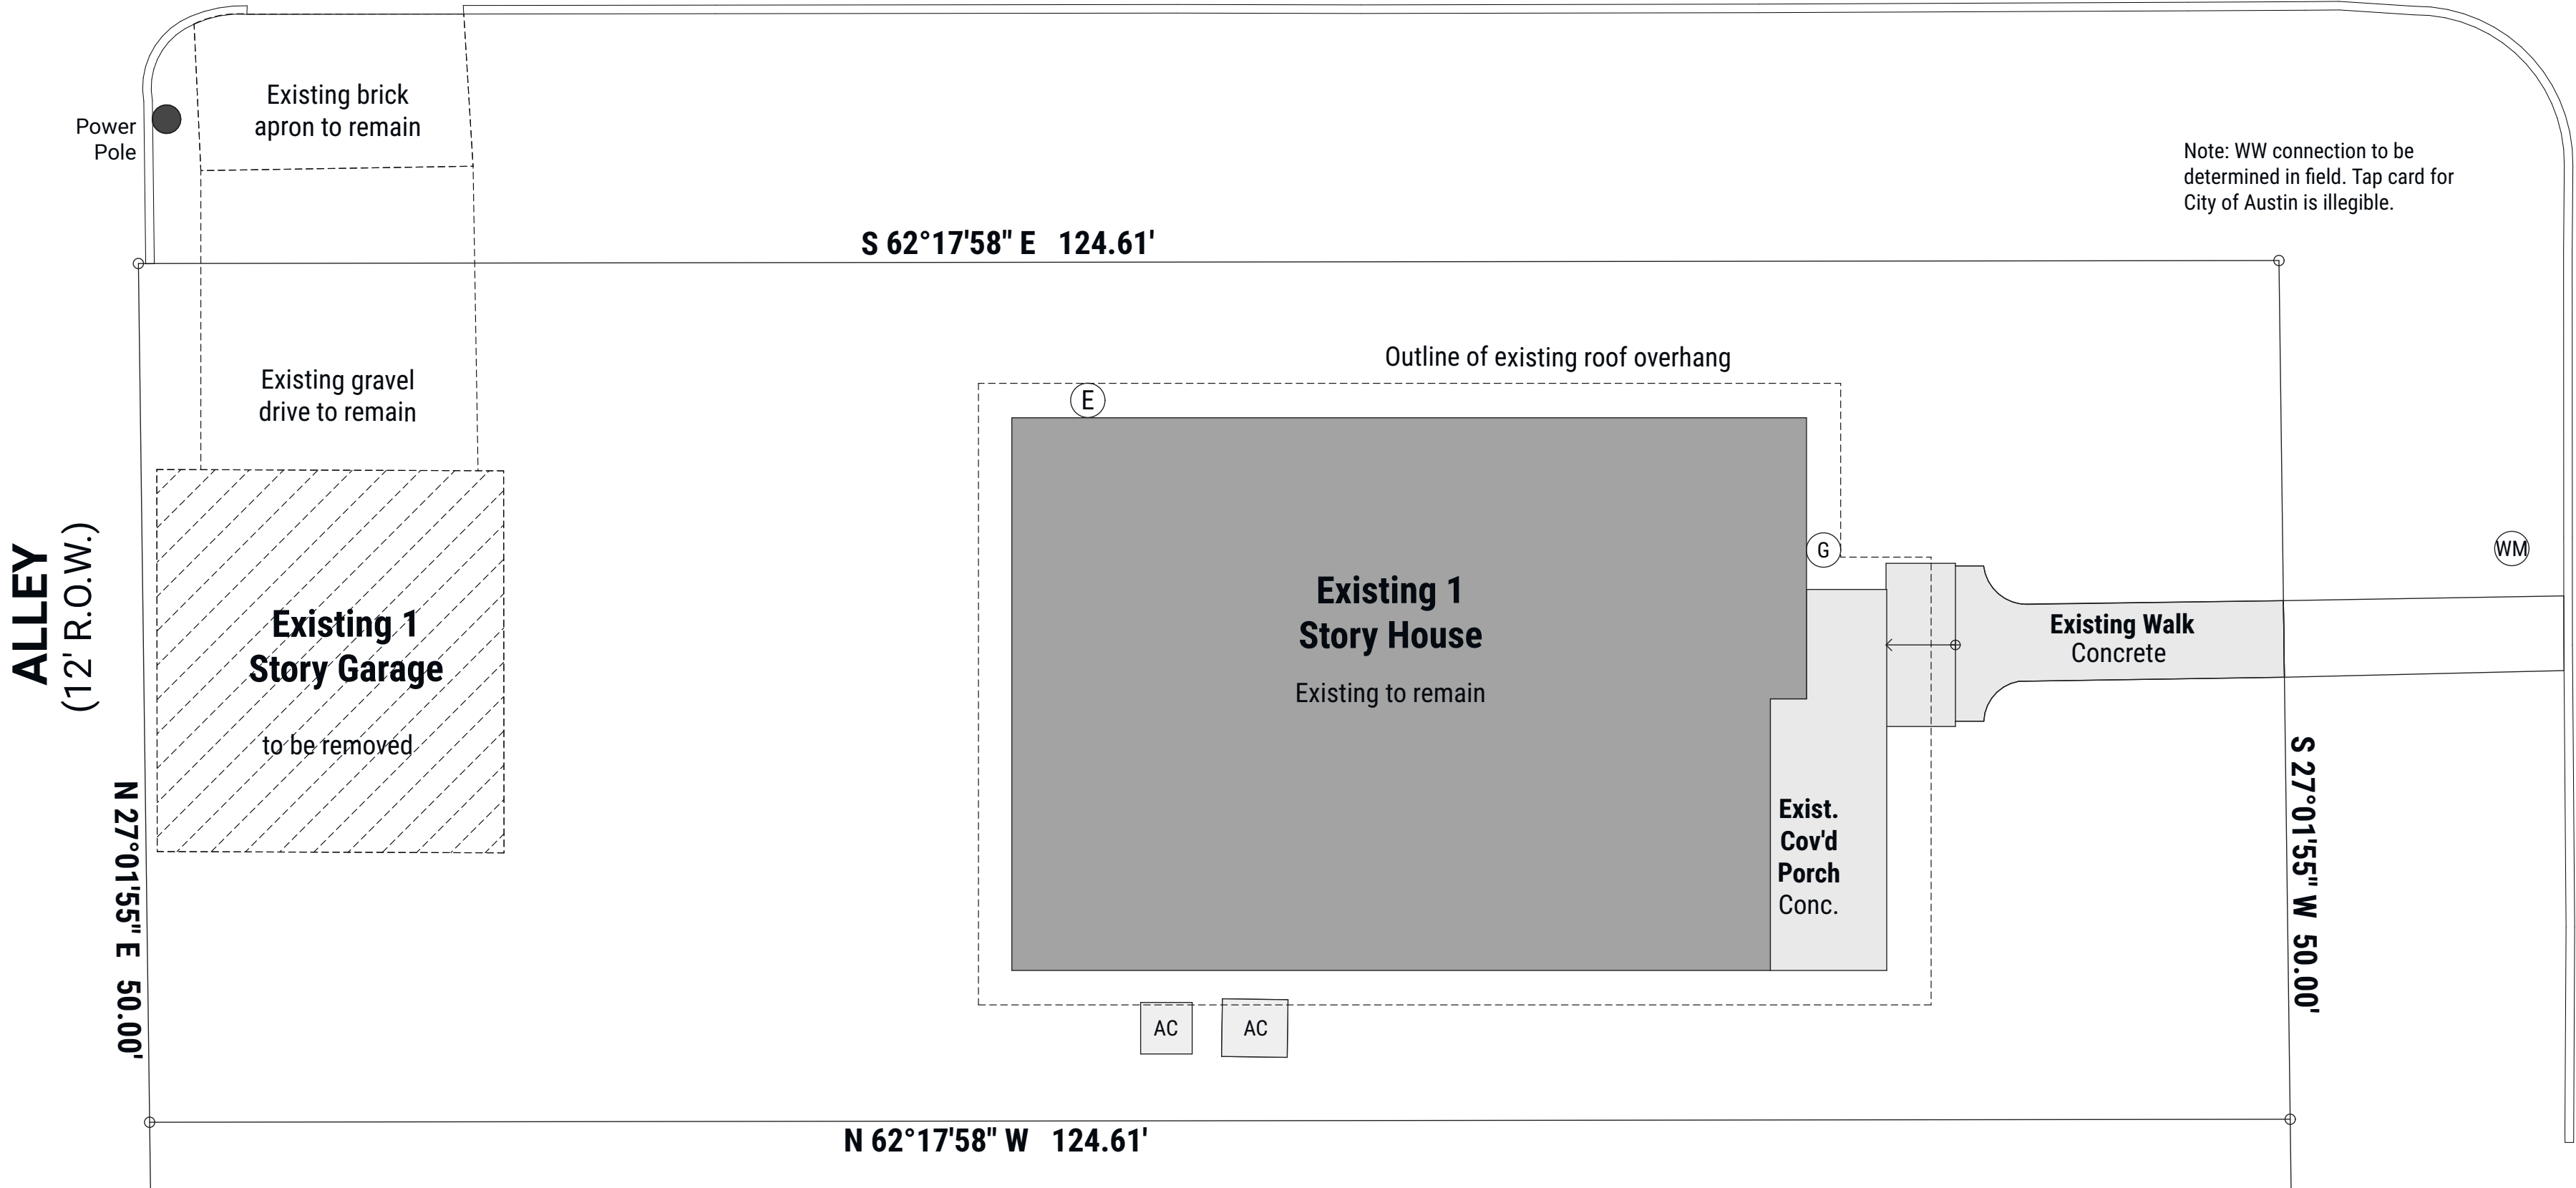 Existing brick
apron to remain
Power
Pole
Note: WW connection to be
determined in field. Tap card for
City of Austin is illegible.
S 62°17'58" E 124.61'
Outline of existing roof overhang
Existing gravel
drive to remain
E
G
WM
ALLEY
(12' R.O.W.)
Existing 1
Story Garage
to be removed
Existing 1
Story House
Existing to remain
Existing Walk
Concrete
Exist.
Cov'd
Porch
Conc.
N 27°01'55" E 50.00'
S 27°01'55" W 50.00'
AC
AC
N 62°17'58" W 124.61'